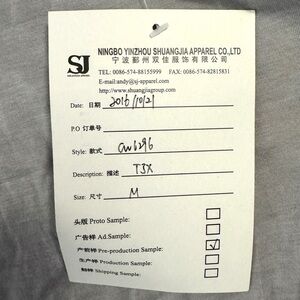 SJ
NINGBO YINZHOU SHUANGJIA APPAREL CO.,LTD
宁波鄞州双佳服饰有限公司
TEL: 0086-574-88155999 FAX: 0086-574-82815831
E-mail:andy@sj-apparel.com
http://www.shuangjiagroup.com
Date: 日期 2016/10/21
P.O 订单号
Style: 款式
Description: 描述
Size: 尺寸 M
头版 Proto Sample:
广告样 Ad.Sample:
产前样 Pre-production Sample:
生产样 Production Sample:
船样 Shipping Sample: